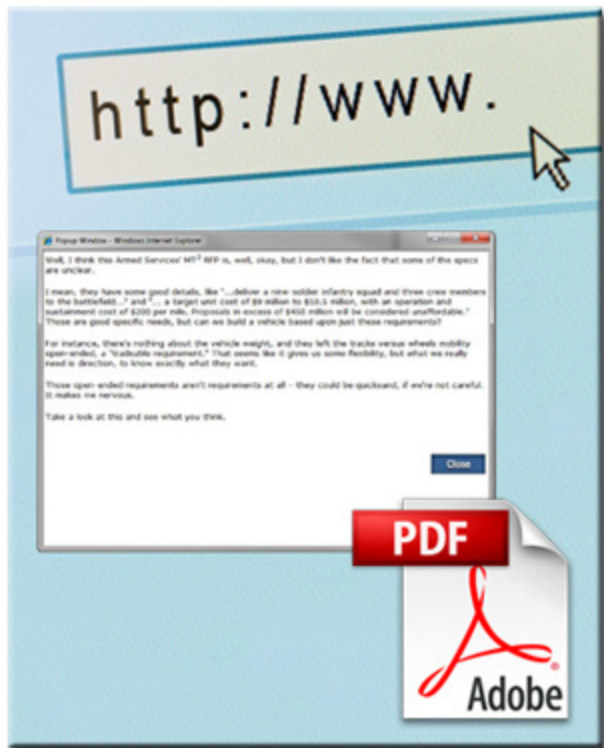 http://www.
Popup Window - Windows Internet Explorer
Well, I think this Armed Services' MT² RFP is, well, okay, but I don't like the fact that some of the specs
are unclear.
I mean, they have some good details, like "...deliver a nine-soldier infantry squad and three crew members
to the battlefield..." and "... a target unit cost of $9 million to $10.5 million, with an operation and
sustainment cost of $200 per mile. Proposals in excess of $450 million will be considered unaffordable."
Those are good specific needs, but can we build a vehicle based upon just these requirements?
For instance, there's nothing about the vehicle weight, and they left the tracks versus wheels mobility
open-ended, a "tradeable requirement." That seems like it gives us some flexibility, but what we really
need is direction, to know exactly what they want.
Those open-ended requirements aren't requirements at all - they could be quicksand, if we're not careful.
It makes me nervous.
Take a look at this and see what you think.
Close
PDF
Adobe